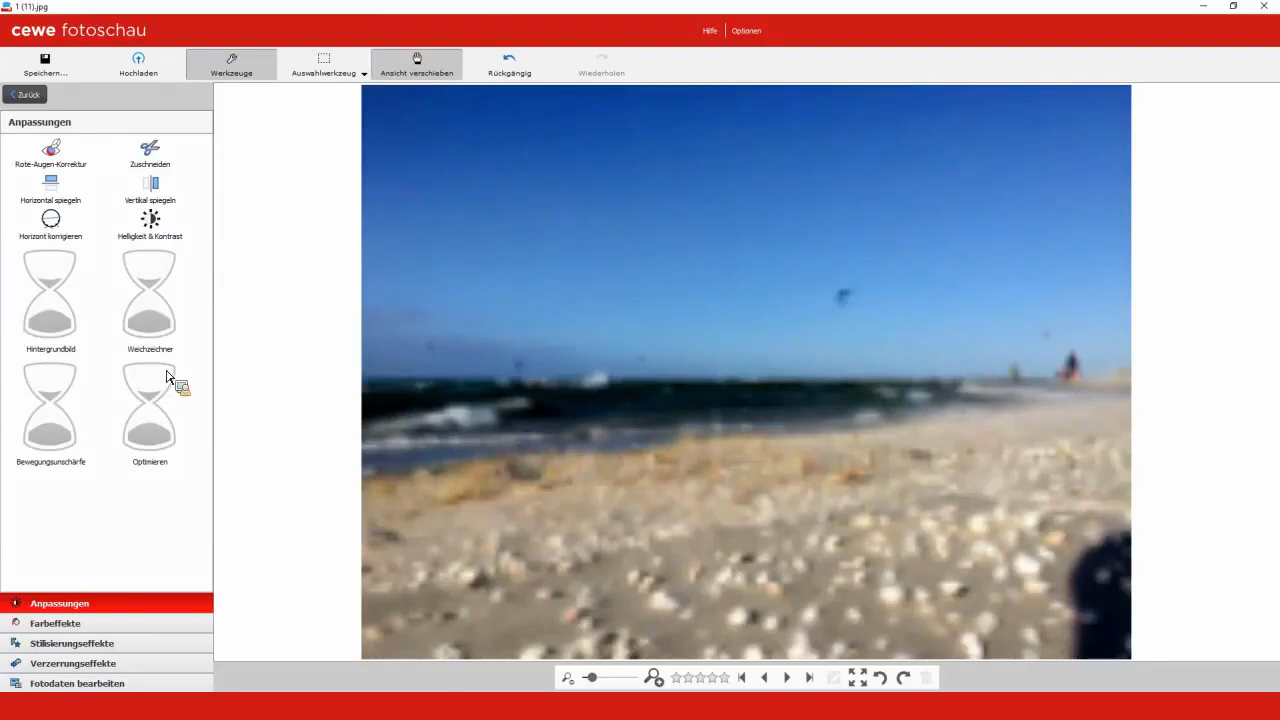 1 (11).jpg
cewe fotoschau
Hilfe Optionen
Speichern... Hochladen Werkzeuge Auswahlwerkzeug Ansicht verschieben Rückgängig Wiederholen
Zurück
Anpassungen
Rote-Augen-Korrektur Zuschneiden
Horizontal spiegeln Vertikal spiegeln
Horizont korrigieren Helligkeit & Kontrast
Hintergrundbild Weichzeichner
Bewegungsunschärfe Optimieren
Anpassungen
Farbeffekte
Stilisierungseffekte
Verzerrungseffekte
Fotodaten bearbeiten